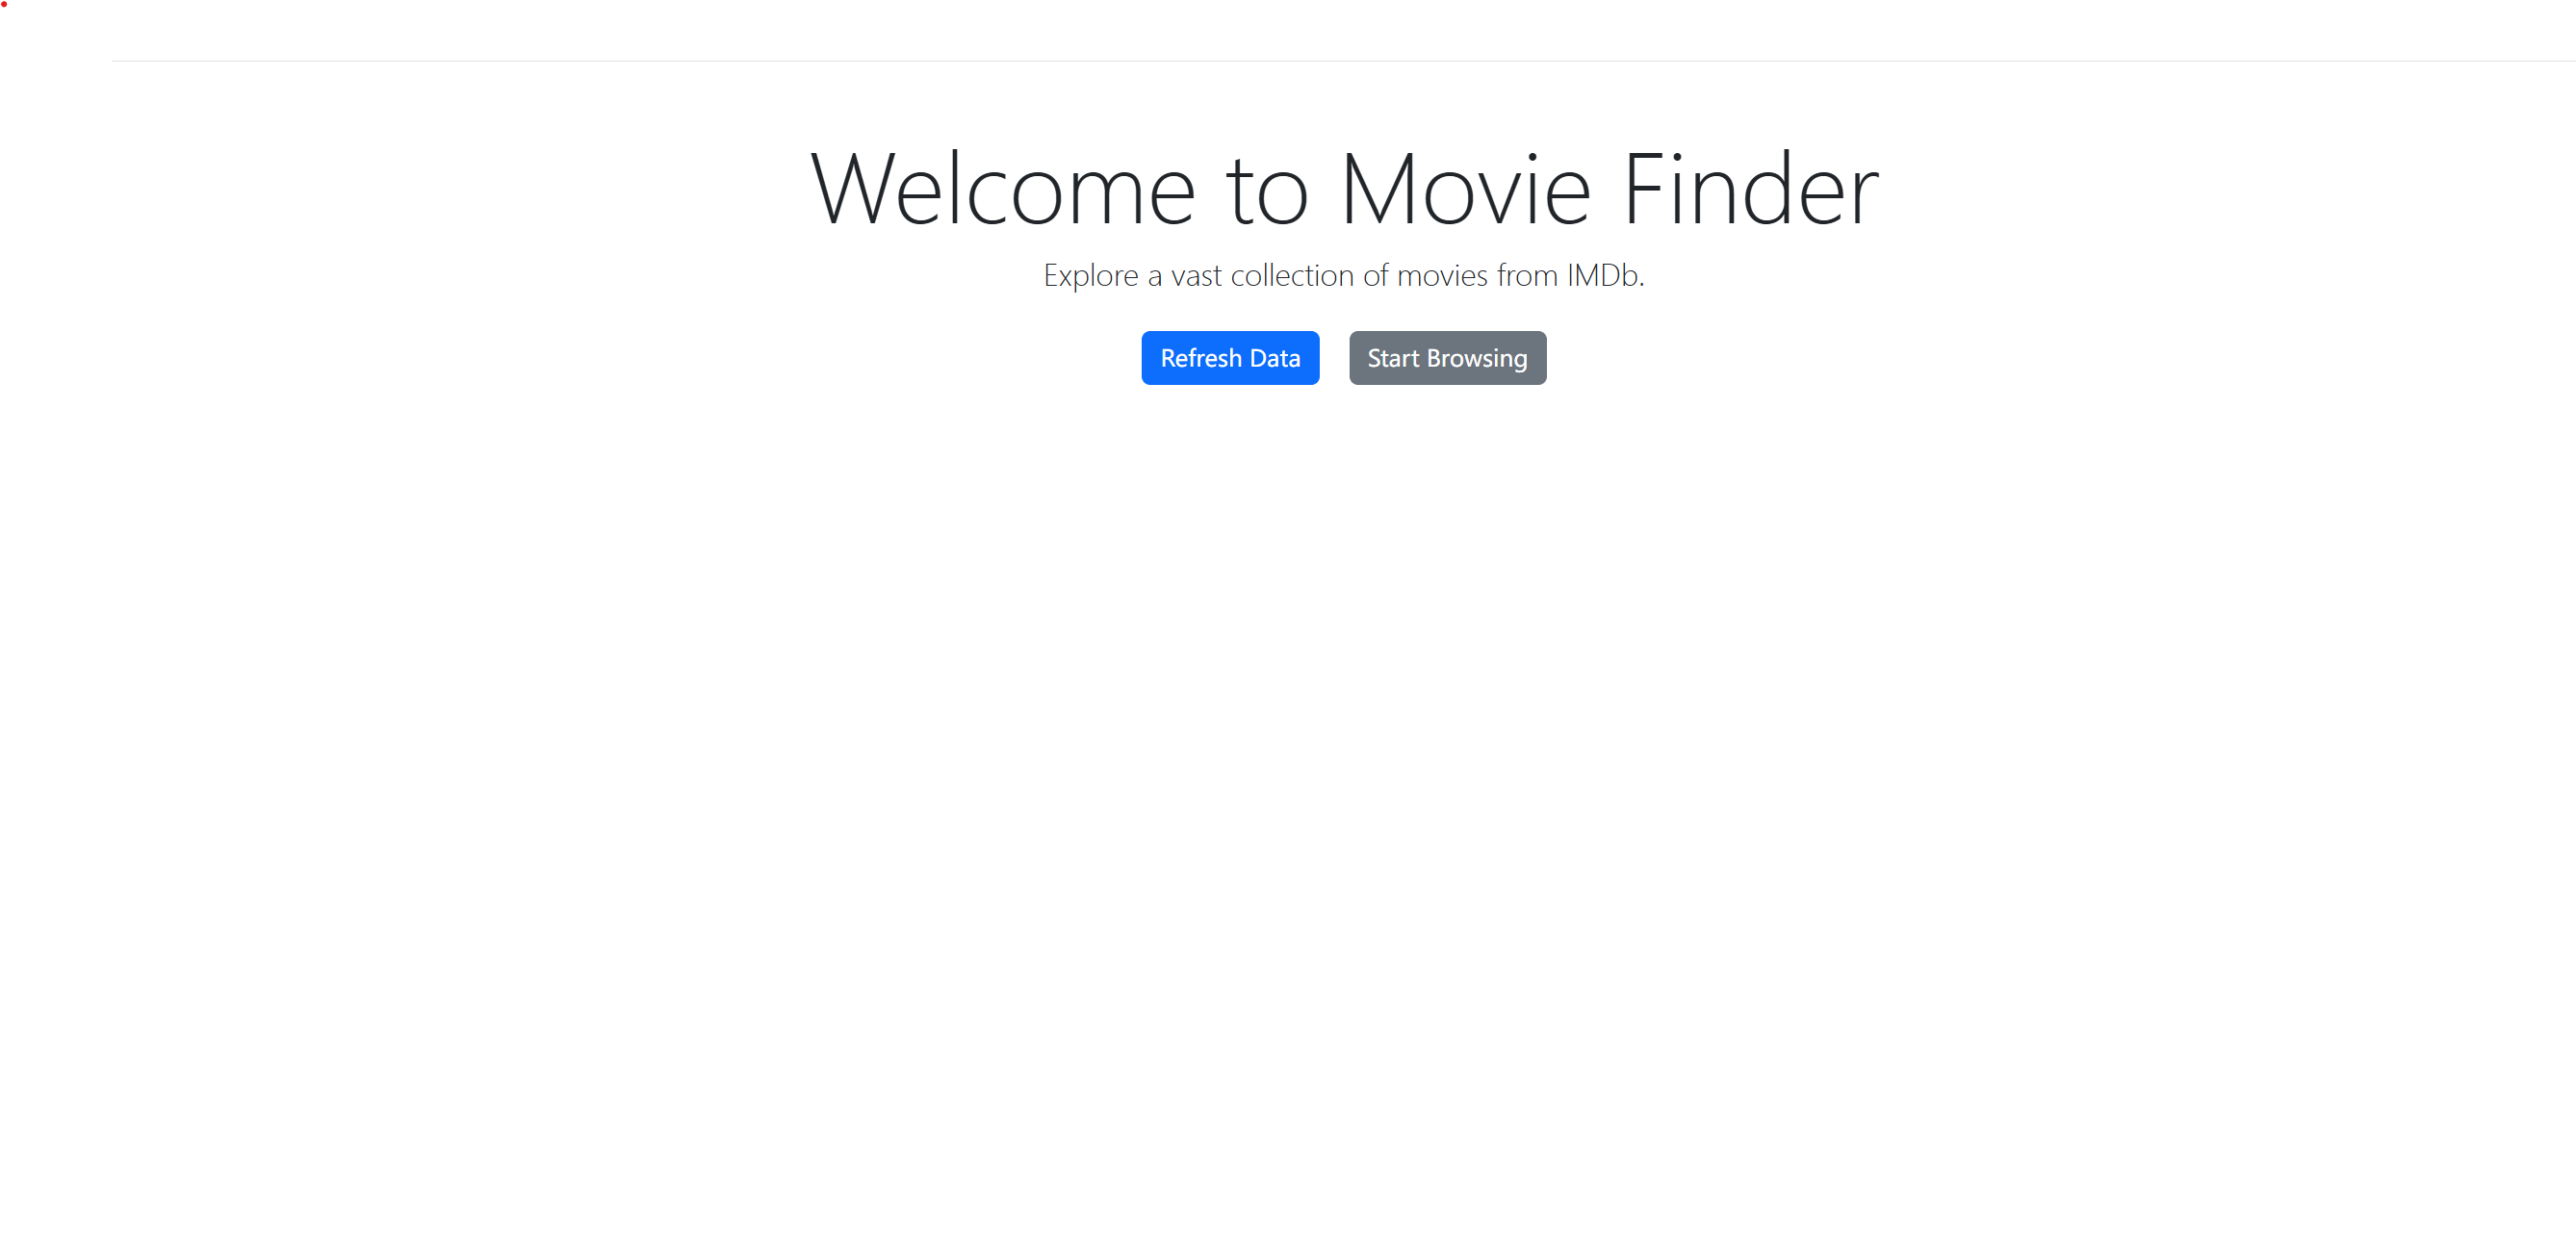 Welcome to Movie Finder
Explore a vast collection of movies from IMDb.
Refresh Data
Start Browsing